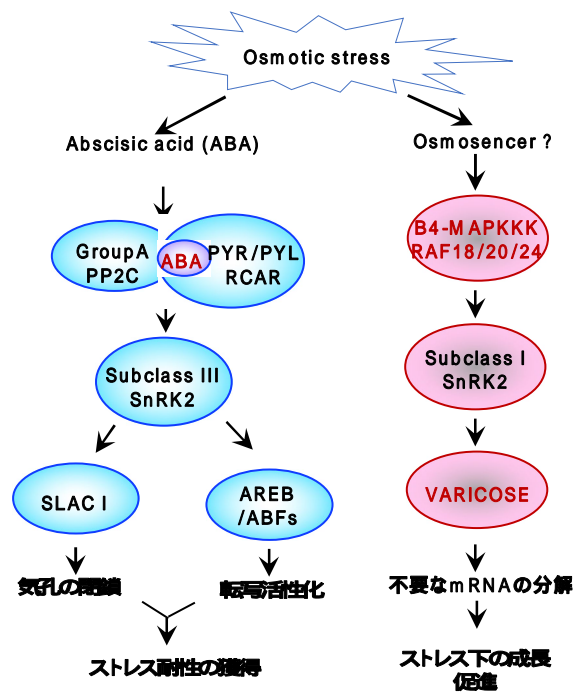 Osmotic stress
Abscisic acid (ABA)
Osmosencer ?
GroupA
PP2C
ABA
PYR/PYL
RCAR
B4-MAPKKK
RAF18/20/24
Subclass III
SnRK2
Subclass I
SnRK2
SLAC I
AREB
/ABFs
VARICOSE
気孔の閉鎖
転写活性化
不要なmRNAの分解
ストレス耐性の獲得
ストレス下の成長
促進